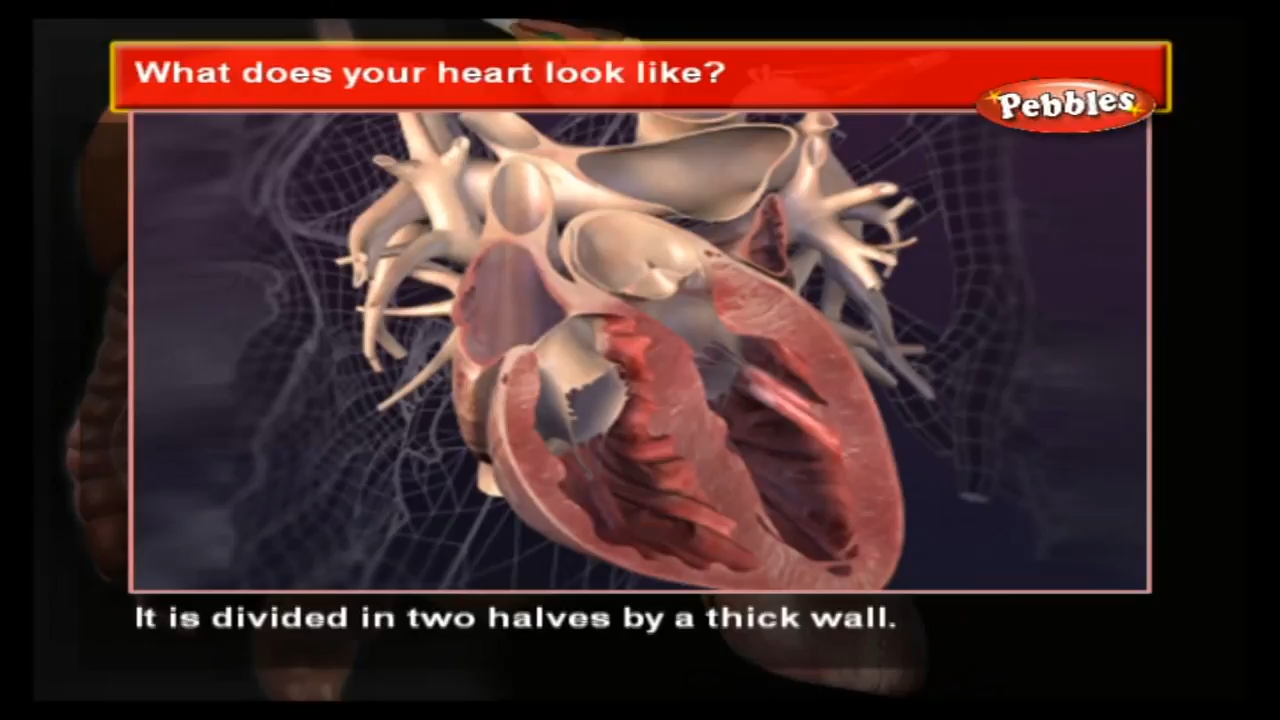 What does your heart look like?
Pebbles
It is divided in two halves by a thick wall.